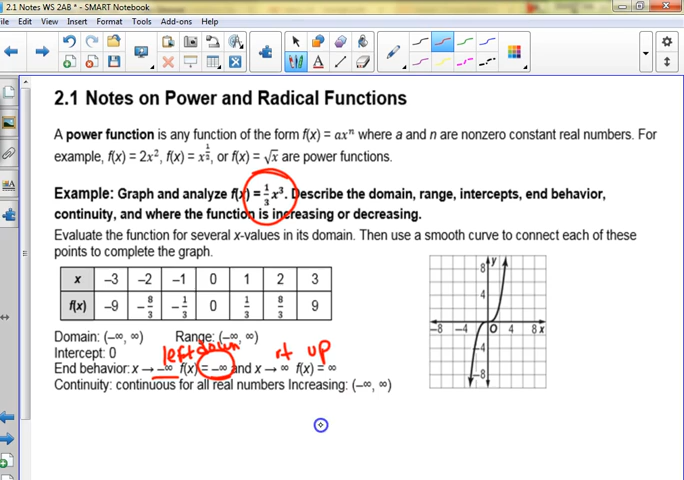 2.1 Notes WS 2AB * - SMART Notebook
File Edit View Insert Format Tools Add-ons Help
2.1 Notes on Power and Radical Functions
A power function is any function of the form f(x) = axⁿ where a and n are nonzero constant real numbers. For
example, f(x) = 2x², f(x) = x^(1/2), or f(x) = √x are power functions.
Example: Graph and analyze f(x) = 1/3 x³. Describe the domain, range, intercepts, end behavior,
continuity, and where the function is increasing or decreasing.
Evaluate the function for several x-values in its domain. Then use a smooth curve to connect each of these
points to complete the graph.
x −3 −2 −1 0 1 2 3
f(x) −9 −8/3 −1/3 0 1/3 8/3 9
Domain: (−∞, ∞) Range: (−∞, ∞)
left down rt up
Intercept: 0
End behavior: x → −∞ f(x) = −∞ and x → ∞ f(x) = ∞
Continuity: continuous for all real numbers Increasing: (−∞, ∞)
8 y
4
−8 −4 O 4 8 x
−4
−8